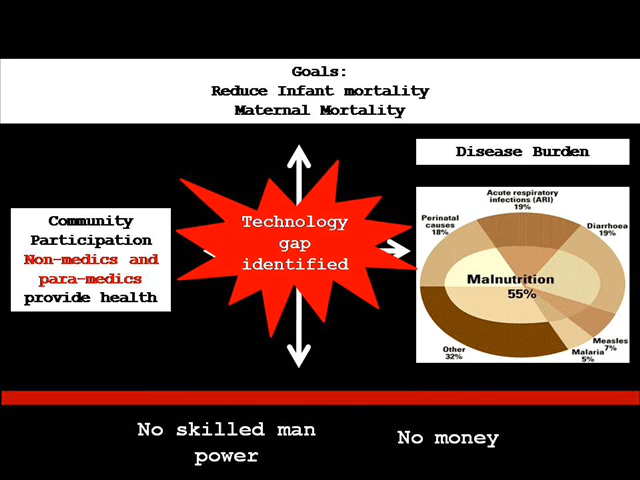 Goals:
Reduce Infant mortality
Maternal Mortality
Disease Burden
Community
Participation
Non-medics and
para-medics
provide health
Technology
gap
identified
Acute respiratory
infections (ARI)
19%
Perinatal
causes
18%
Diarrhoea
19%
Malnutrition
55%
Measles
7%
Malaria
5%
Other
32%
No skilled man
power
No money